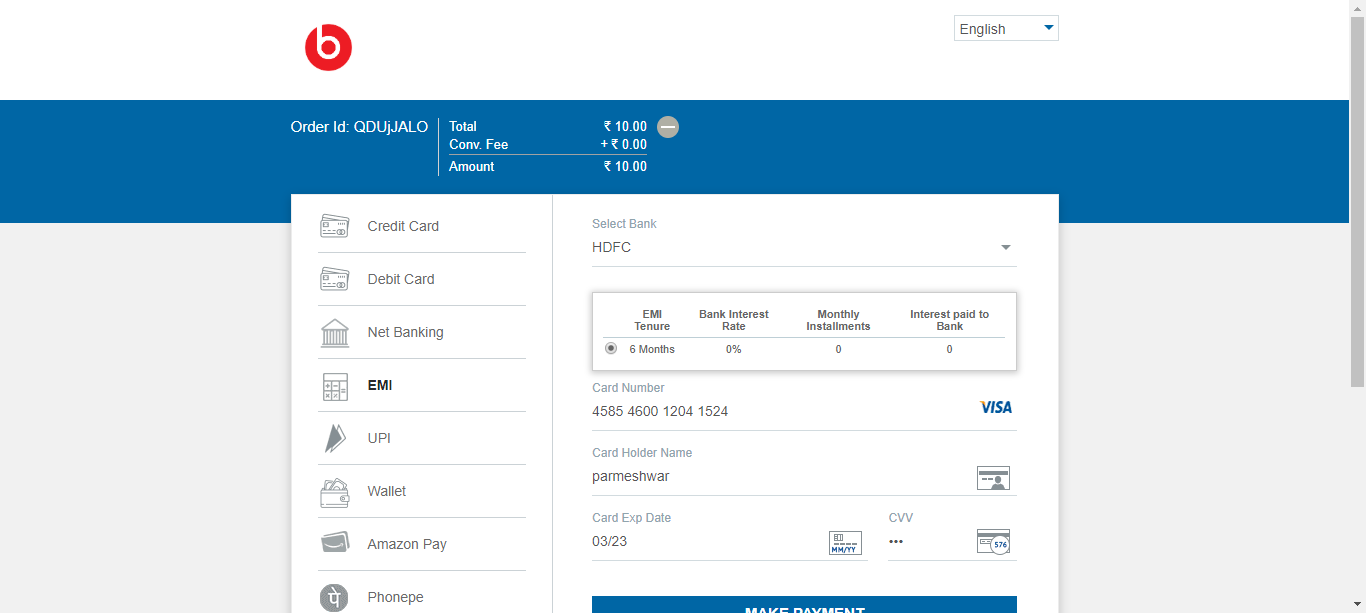 b
English
Order Id: QDUjJALO
Total ₹ 10.00
Conv. Fee + ₹ 0.00
Amount ₹ 10.00
Credit Card
Debit Card
Net Banking
EMI
UPI
Wallet
Amazon Pay
Phonepe
Select Bank
HDFC
EMI Tenure Bank Interest Rate Monthly Installments Interest paid to Bank
6 Months 0% 0 0
Card Number
4585 4600 1204 1524 VISA
Card Holder Name
parmeshwar
Card Exp Date CVV
03/23 MM/YY ••• 576
MAKE PAYMENT